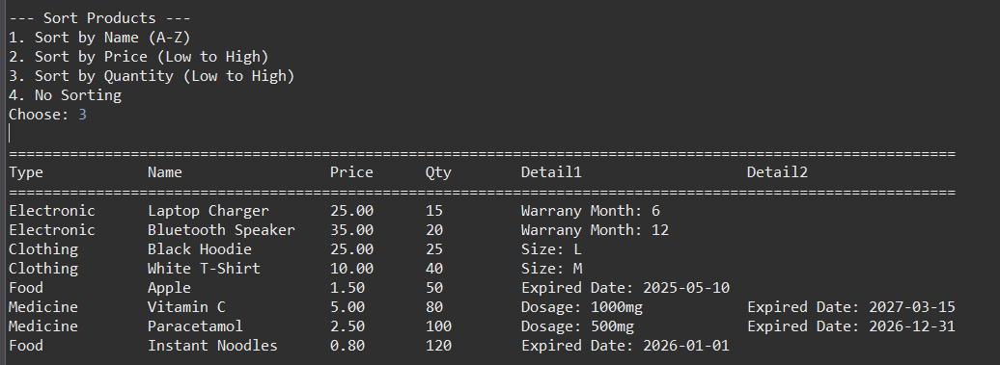 --- Sort Products ---
1. Sort by Name (A-Z)
2. Sort by Price (Low to High)
3. Sort by Quantity (Low to High)
4. No Sorting
Choose: 3
=============================================================================================================
Type            Name                 Price      Qty        Detail1                   Detail2
=============================================================================================================
Electronic      Laptop Charger       25.00      15         Warrany Month: 6
Electronic      Bluetooth Speaker    35.00      20         Warrany Month: 12
Clothing        Black Hoodie         25.00      25         Size: L
Clothing        White T-Shirt        10.00      40         Size: M
Food            Apple                1.50       50         Expired Date: 2025-05-10
Medicine        Vitamin C            5.00       80         Dosage: 1000mg            Expired Date: 2027-03-15
Medicine        Paracetamol          2.50       100        Dosage: 500mg             Expired Date: 2026-12-31
Food            Instant Noodles      0.80       120        Expired Date: 2026-01-01